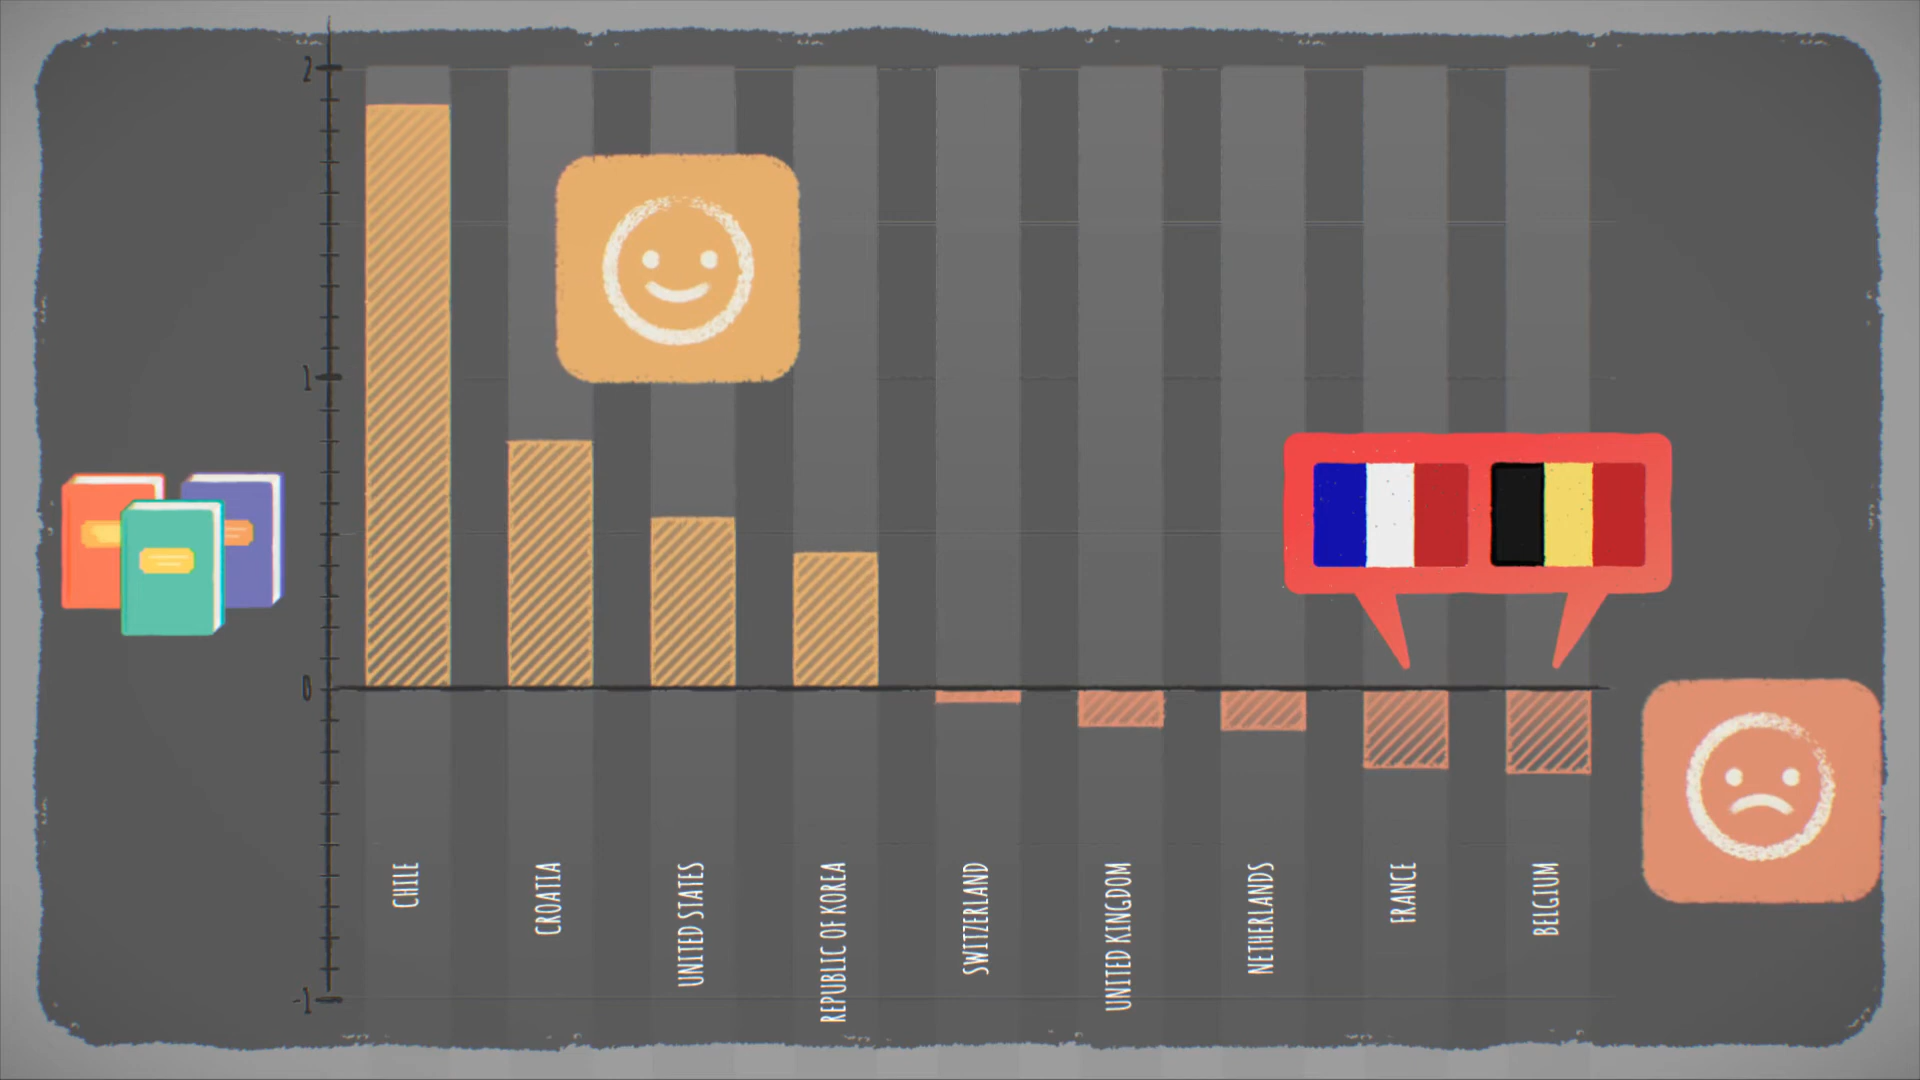 2
1
0
-1
CHILE
CROATIA
UNITED STATES
REPUBLIC OF KOREA
SWITZERLAND
UNITED KINGDOM
NETHERLANDS
FRANCE
BELGIUM